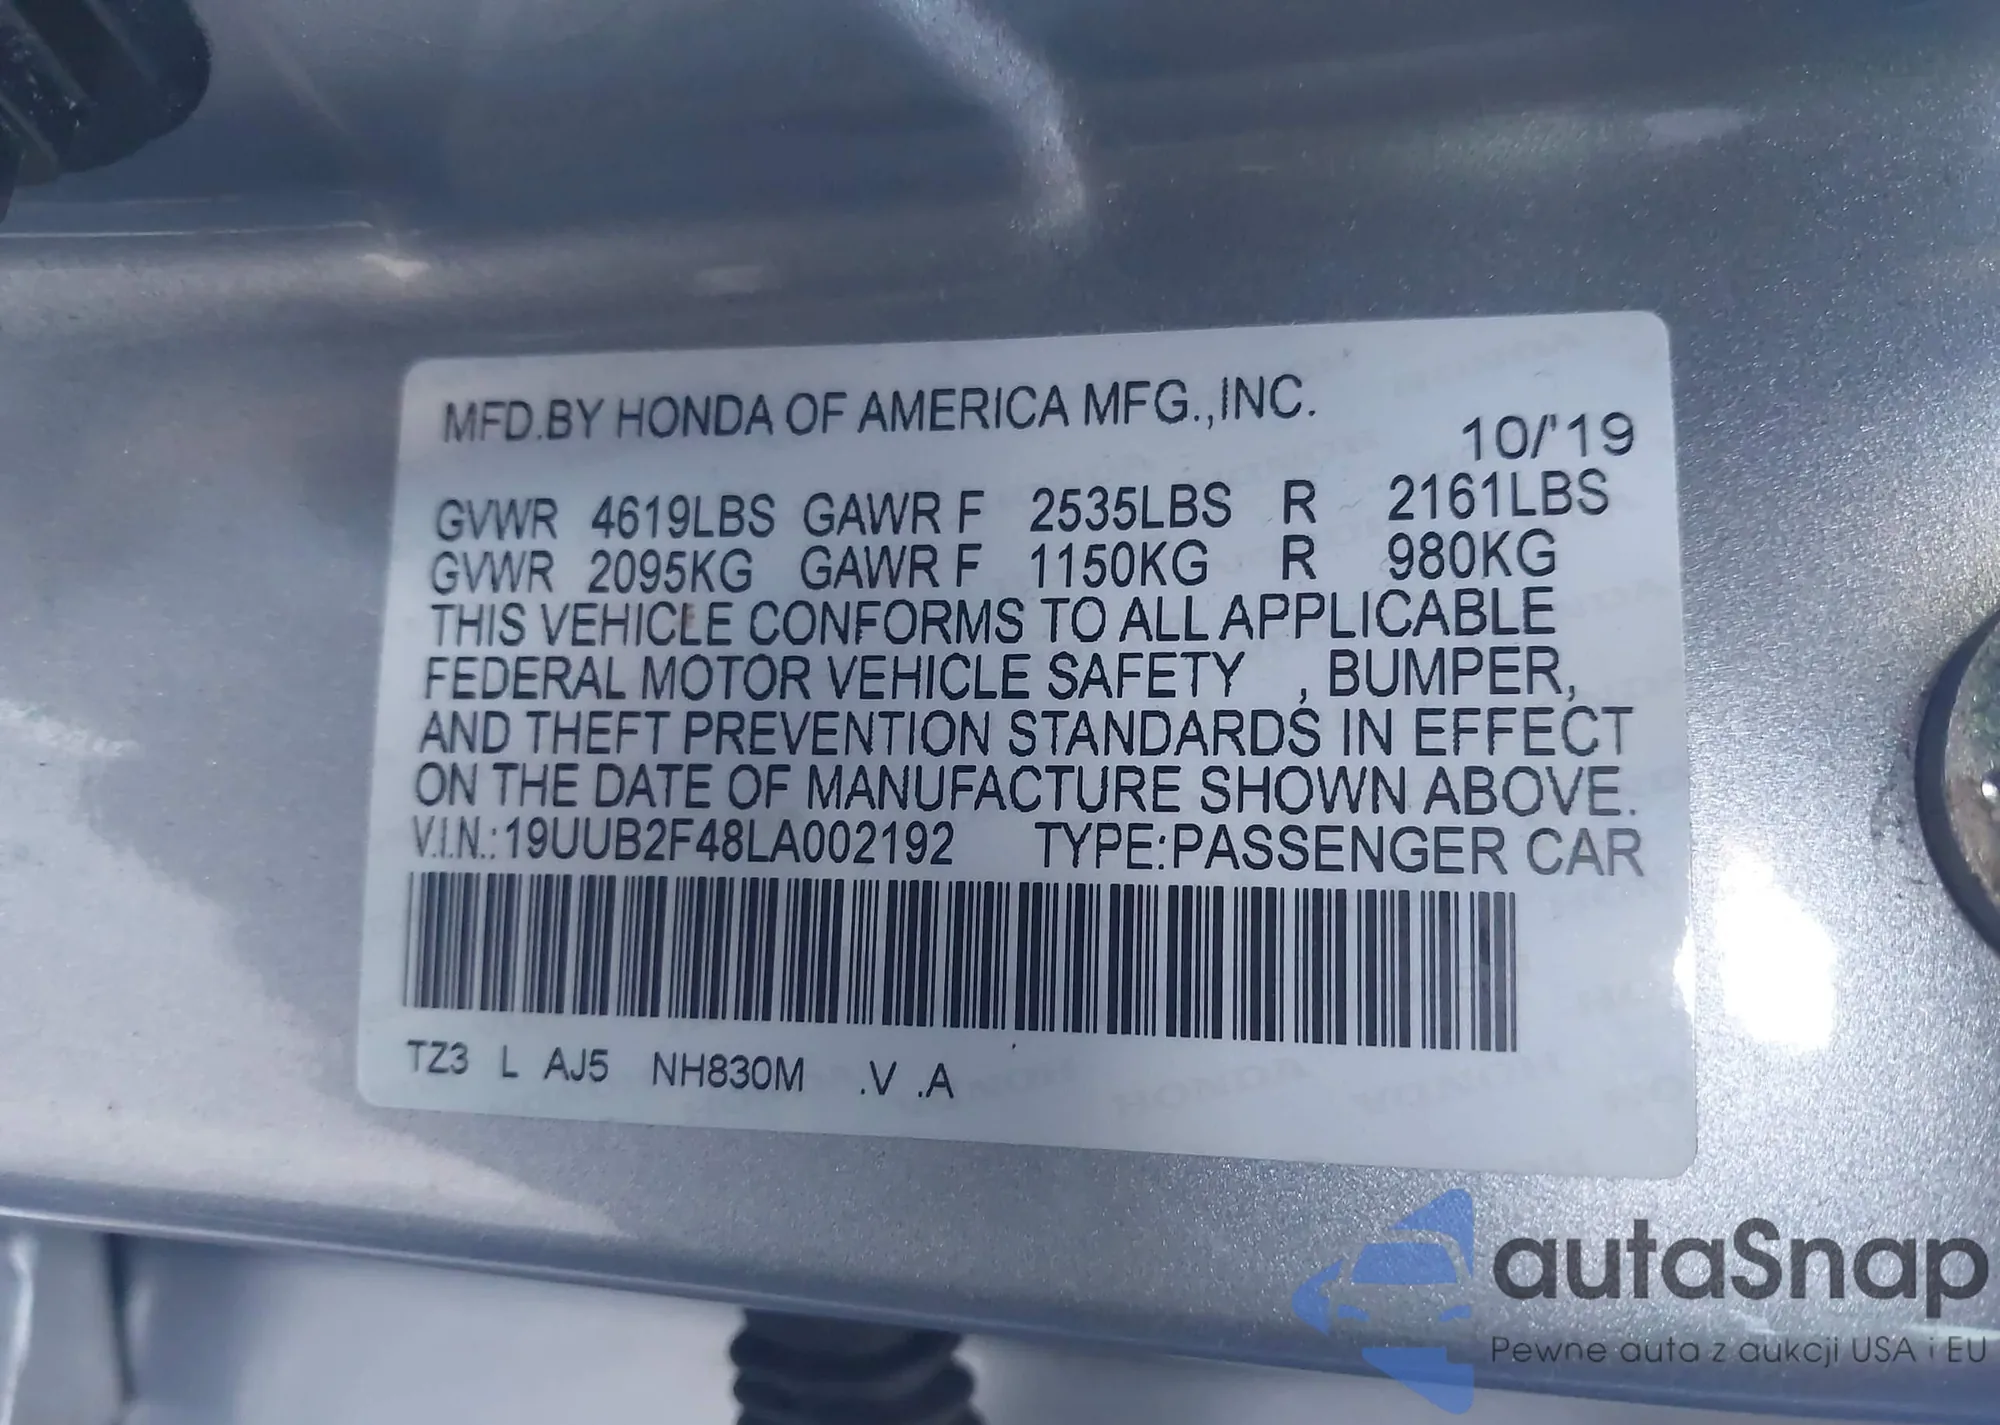 MFD.BY HONDA OF AMERICA MFG.,INC.
10/'19
GVWR 4619LBS GAWR F 2535LBS R 2161LBS
GVWR 2095KG GAWR F 1150KG R 980KG
THIS VEHICLE CONFORMS TO ALL APPLICABLE
FEDERAL MOTOR VEHICLE SAFETY , BUMPER,
AND THEFT PREVENTION STANDARDS IN EFFECT
ON THE DATE OF MANUFACTURE SHOWN ABOVE.
V.I.N.:19UUB2F48LA002192 TYPE:PASSENGER CAR
TZ3 L AJ5 NH830M .V .A
autaSnap
Pewne auta z aukcji USA i EU